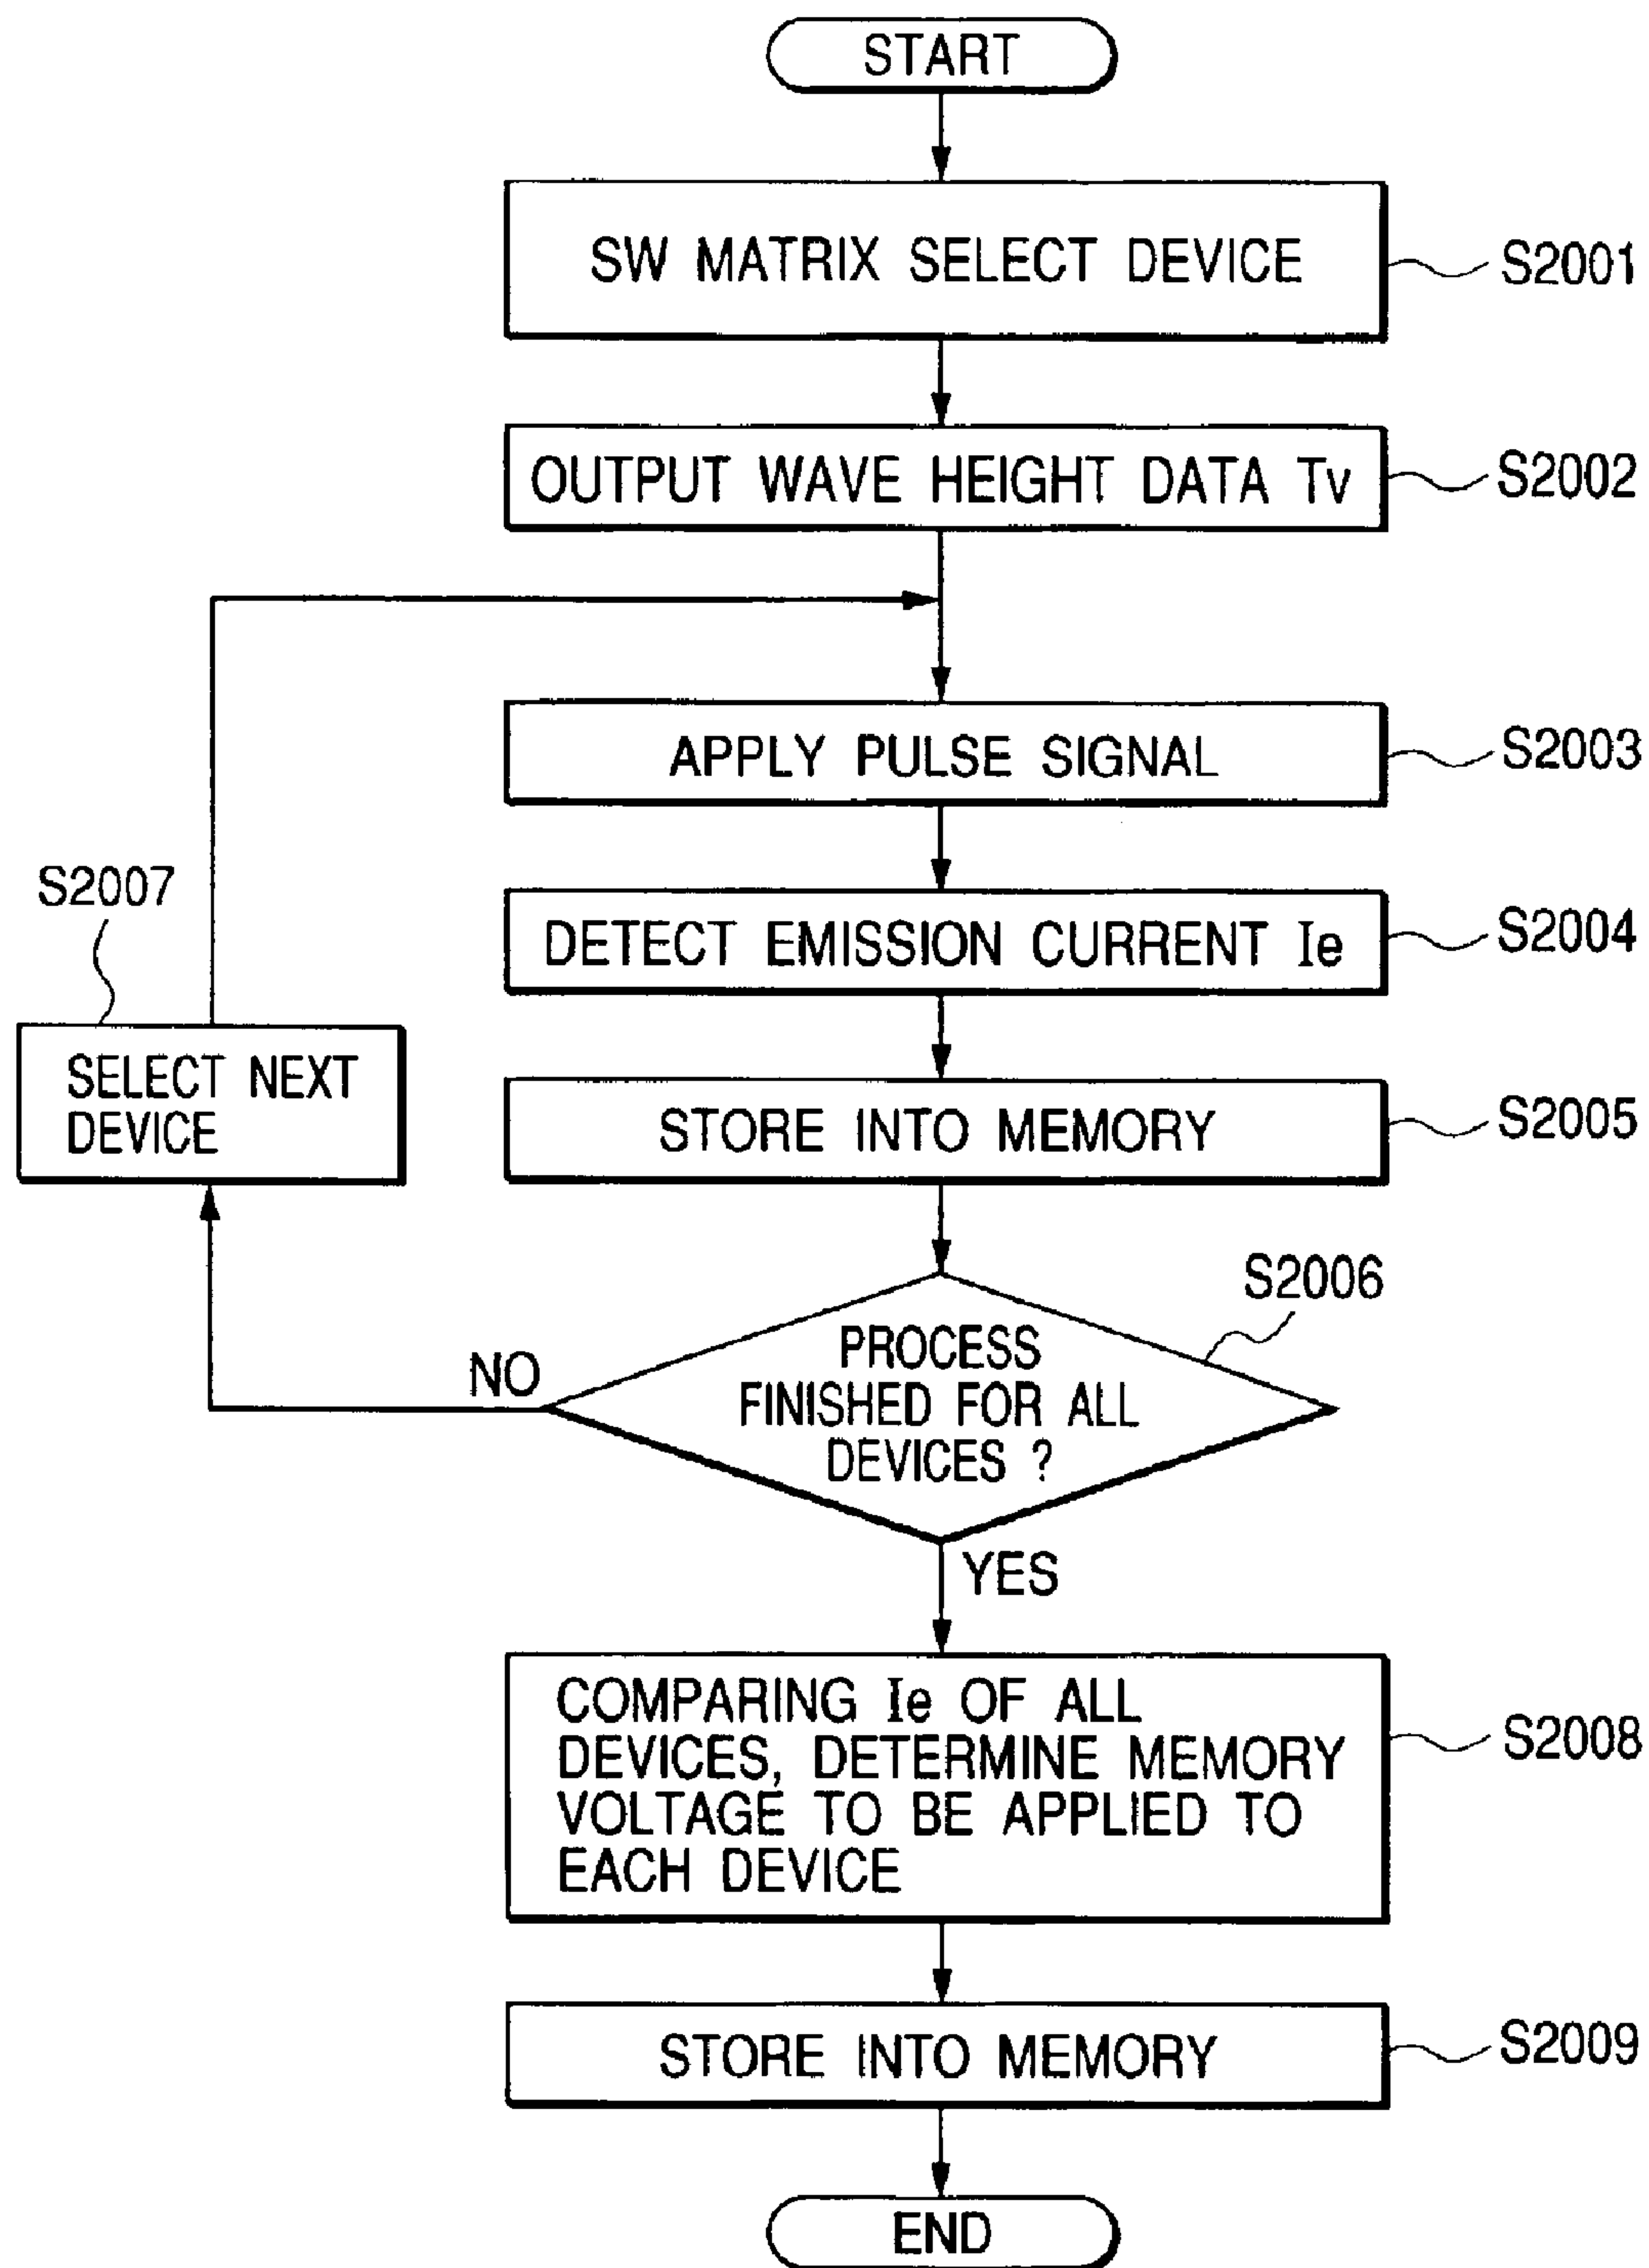 START
SW MATRIX SELECT DEVICE
S2001
OUTPUT WAVE HEIGHT DATA Tv
S2002
APPLY PULSE SIGNAL
S2003
DETECT EMISSION CURRENT Ie
S2004
S2007
SELECT NEXT
DEVICE
STORE INTO MEMORY
S2005
S2006
PROCESS
FINISHED FOR ALL
DEVICES ?
NO
YES
COMPARING Ie OF ALL
DEVICES, DETERMINE MEMORY
VOLTAGE TO BE APPLIED TO
EACH DEVICE
S2008
STORE INTO MEMORY
S2009
END